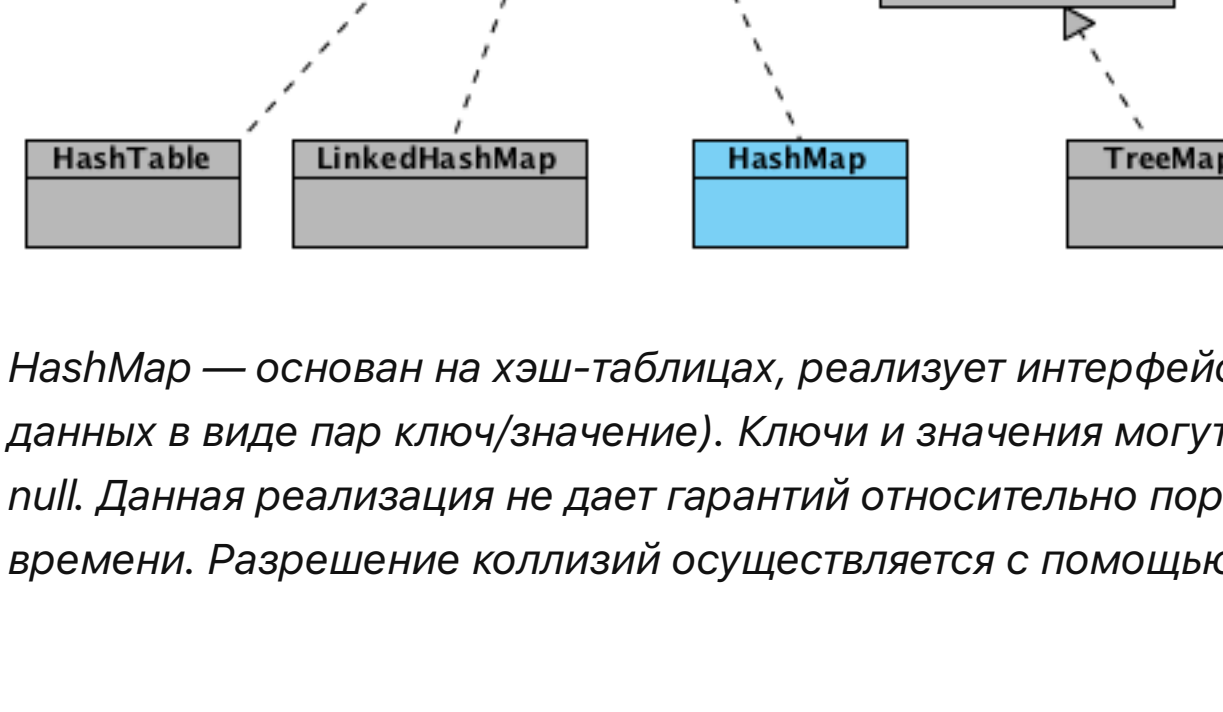 HashTable LinkedHashMap HashMap TreeMap
HashMap — основан на хэш-таблицах, реализует интерфейс
данных в виде пар ключ/значение). Ключи и значения могут
null. Данная реализация не дает гарантий относительно пор
времени. Разрешение коллизий осуществляется с помощью